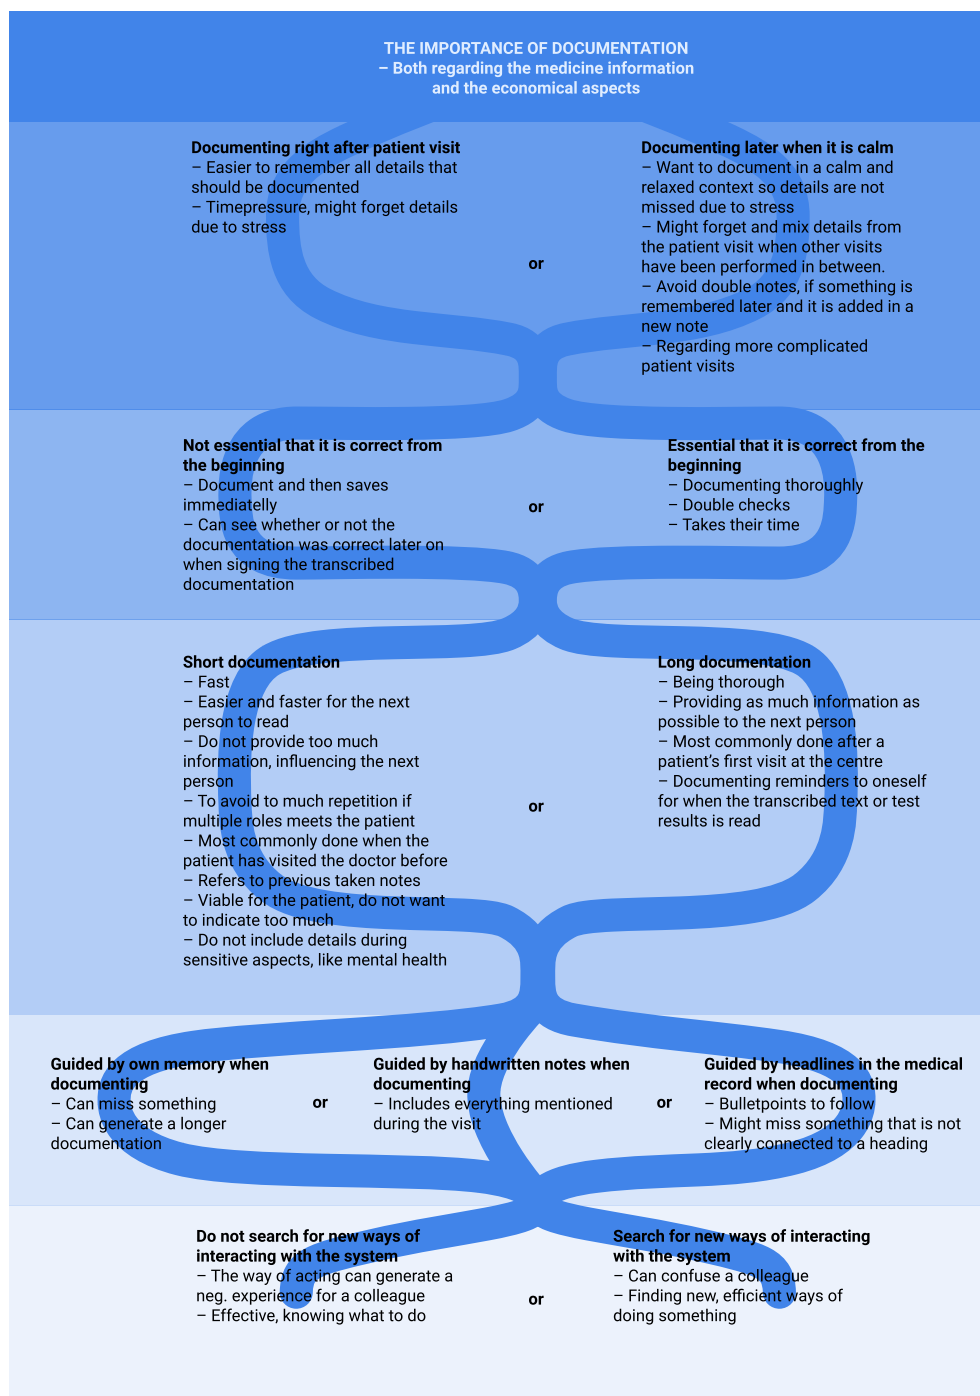 THE IMPORTANCE OF DOCUMENTATION
– Both regarding the medicine information
and the economical aspects
Documenting right after patient visit
– Easier to remember all details that
should be documented
– Timepressure, might forget details
due to stress
or
Documenting later when it is calm
– Want to document in a calm and
relaxed context so details are not
missed due to stress
– Might forget and mix details from
the patient visit when other visits
have been performed in between.
– Avoid double notes, if something is
remembered later and it is added in a
new note
– Regarding more complicated
patient visits
Not essential that it is correct from
the beginning
– Document and then saves
immediatelly
– Can see whether or not the
documentation was correct later on
when signing the transcribed
documentation
or
Essential that it is correct from the
beginning
– Documenting thoroughly
– Double checks
– Takes their time
Short documentation
– Fast
– Easier and faster for the next
person to read
– Do not provide too much
information, influencing the next
person
– To avoid to much repetition if
multiple roles meets the patient
– Most commonly done when the
patient has visited the doctor before
– Refers to previous taken notes
– Viable for the patient, do not want
to indicate too much
– Do not include details during
sensitive aspects, like mental health
or
Long documentation
– Being thorough
– Providing as much information as
possible to the next person
– Most commonly done after a
patient's first visit at the centre
– Documenting reminders to oneself
for when the transcribed text or test
results is read
Guided by own memory when
documenting
– Can miss something
– Can generate a longer
documentation
or
Guided by handwritten notes when
documenting
– Includes everything mentioned
during the visit
or
Guided by headlines in the medical
record when documenting
– Bulletpoints to follow
– Might miss something that is not
clearly connected to a heading
Do not search for new ways of
interacting with the system
– The way of acting can generate a
neg. experience for a colleague
– Effective, knowing what to do
or
Search for new ways of interacting
with the system
– Can confuse a colleague
– Finding new, efficient ways of
doing something